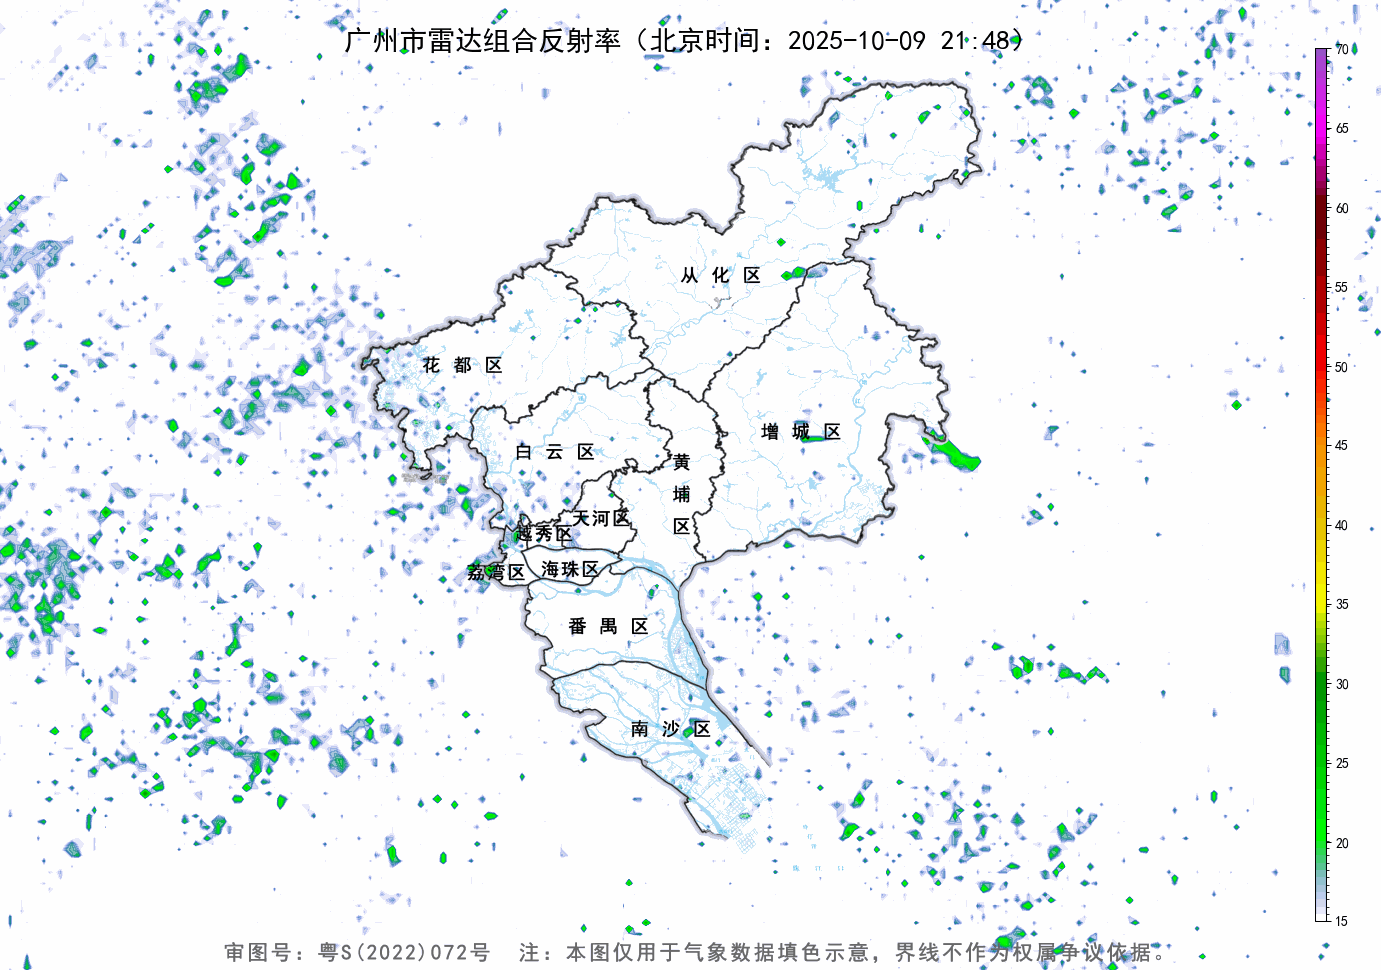 广州市雷达组合反射率（北京时间：2025-10-09 21:48）
70
65
60
55
50
45
40
35
30
25
20
15
从化区
花都区
增城区
白云区
黄埔区
天河区
越秀区
荔湾区
海珠区
番禺区
南沙区
审图号：粤S(2022)072号 注：本图仅用于气象数据填色示意，界线不作为权属争议依据。